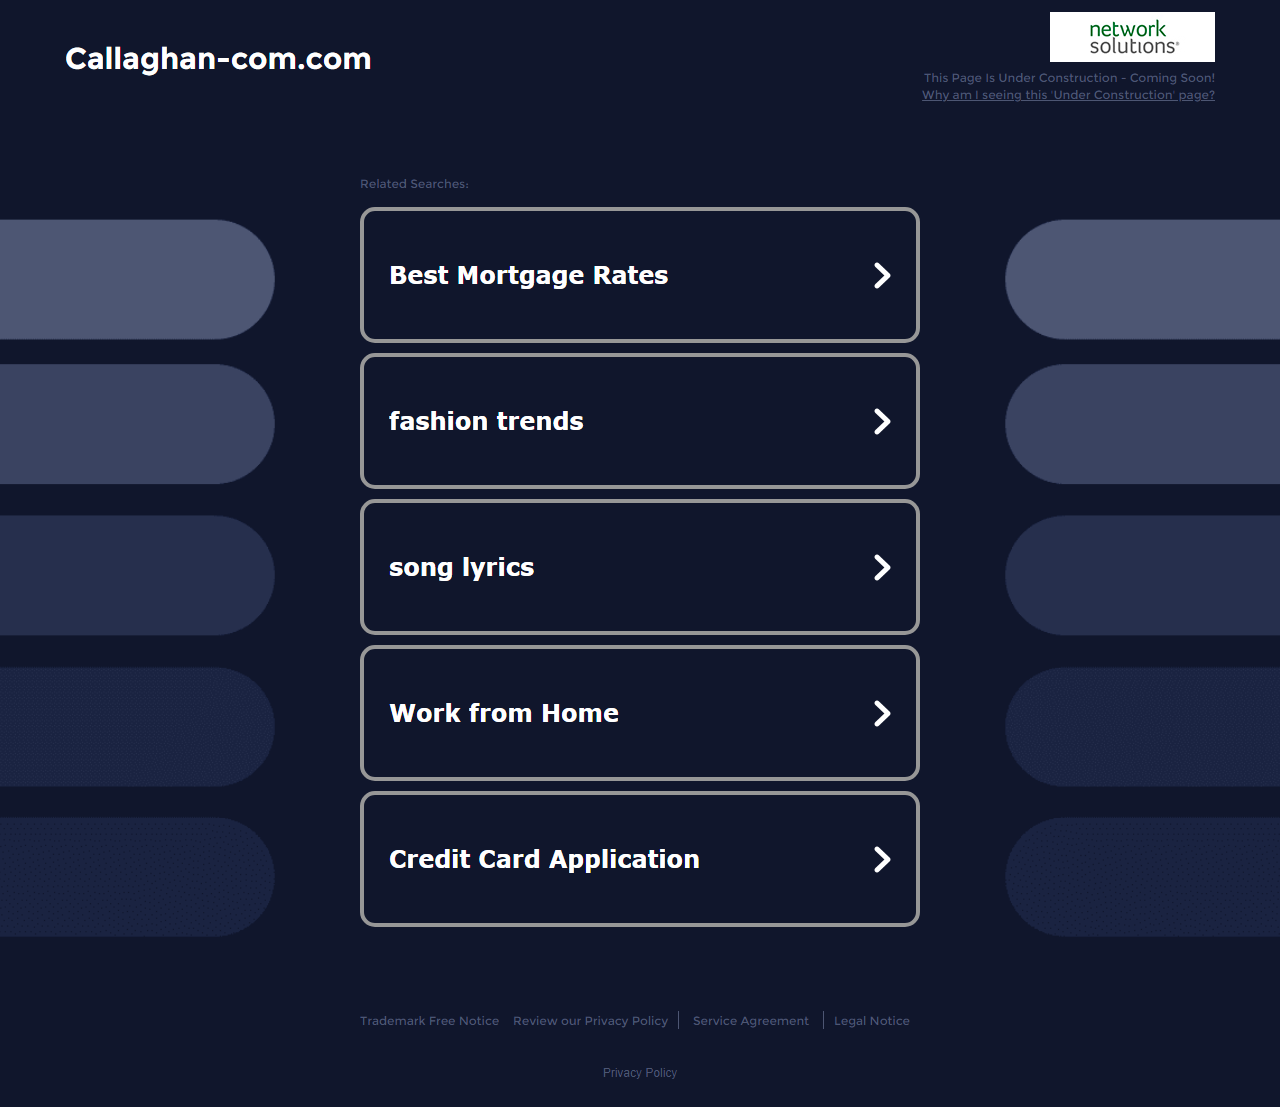 Callaghan-com.com
network
solutions®
This Page Is Under Construction - Coming Soon!
Why am I seeing this 'Under Construction' page?
Related Searches:
Best Mortgage Rates
fashion trends
song lyrics
Work from Home
Credit Card Application
Trademark Free Notice Review our Privacy Policy Service Agreement Legal Notice
Privacy Policy